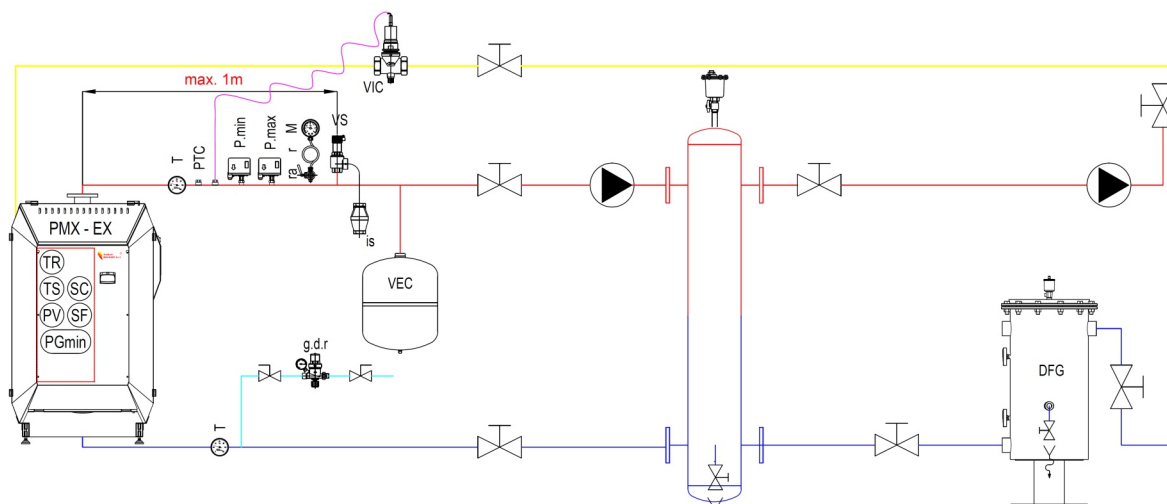 max. 1m
VIC
T
PTC
P.min
P.max
ra
r
M
VS
is
PMX - EX
TR
TS
SC
PV
SF
PGmin
VEC
g.d.r
T
DFG